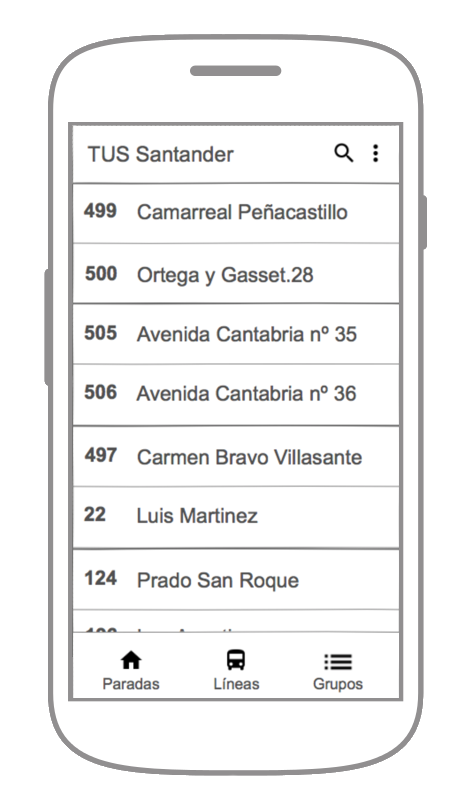 TUS Santander
499 Camarreal Peñacastillo
500 Ortega y Gasset.28
505 Avenida Cantabria nº 35
506 Avenida Cantabria nº 36
497 Carmen Bravo Villasante
22 Luis Martinez
124 Prado San Roque
Paradas Líneas Grupos